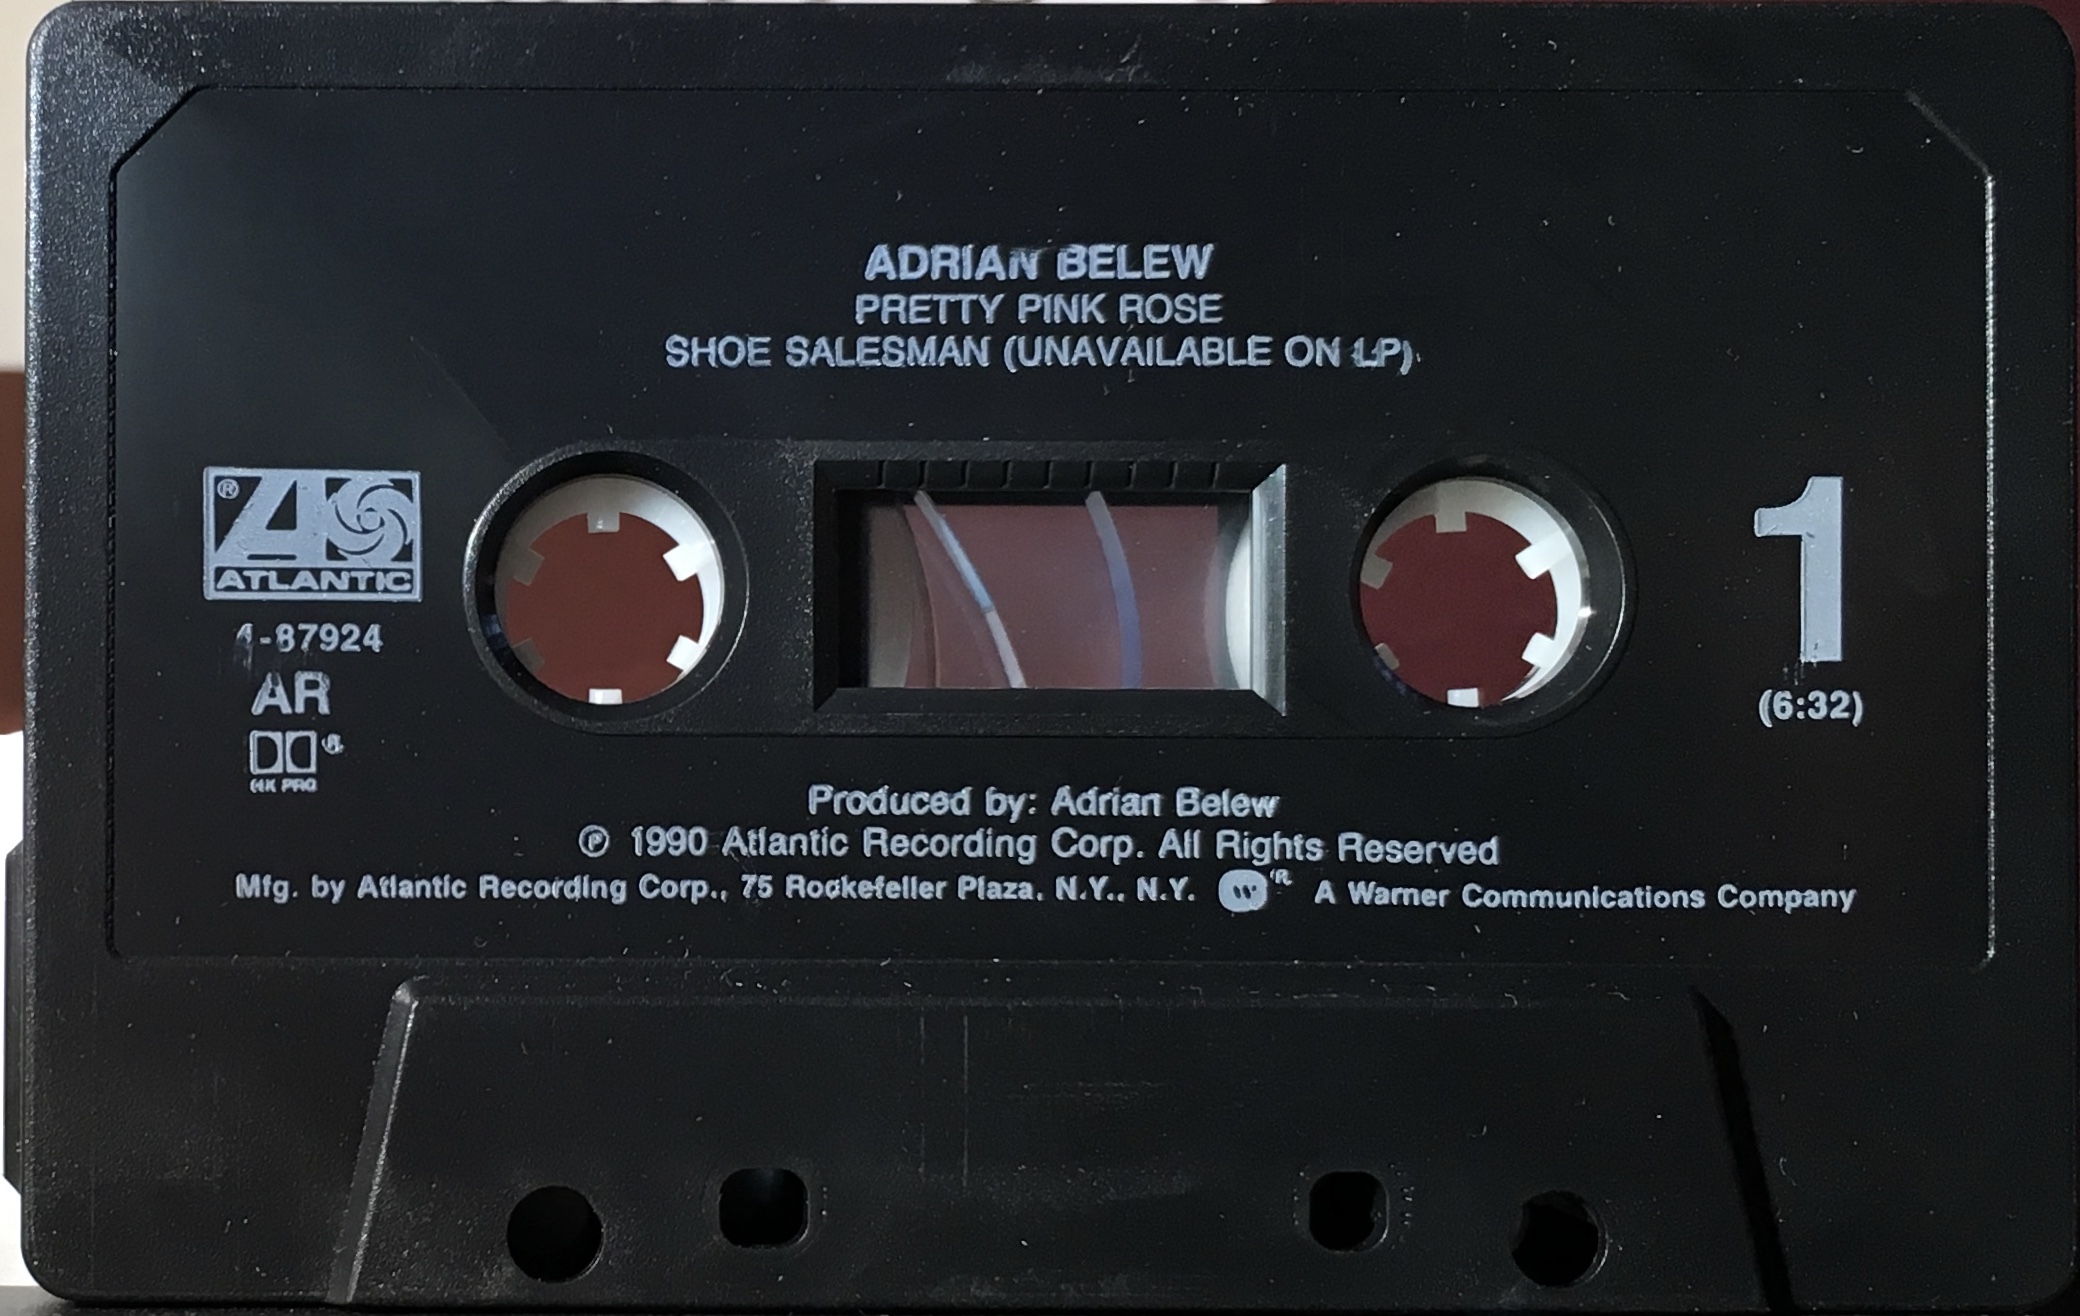 ADRIAN BELEW
PRETTY PINK ROSE
SHOE SALESMAN (UNAVAILABLE ON LP)
® ATLANTIC
4-87924
AR
®
HX PRO
1
(6:32)
Produced by: Adrian Belew
℗ 1990 Atlantic Recording Corp. All Rights Reserved
Mfg. by Atlantic Recording Corp., 75 Rockefeller Plaza, N.Y., N.Y. W ® A Warner Communications Company